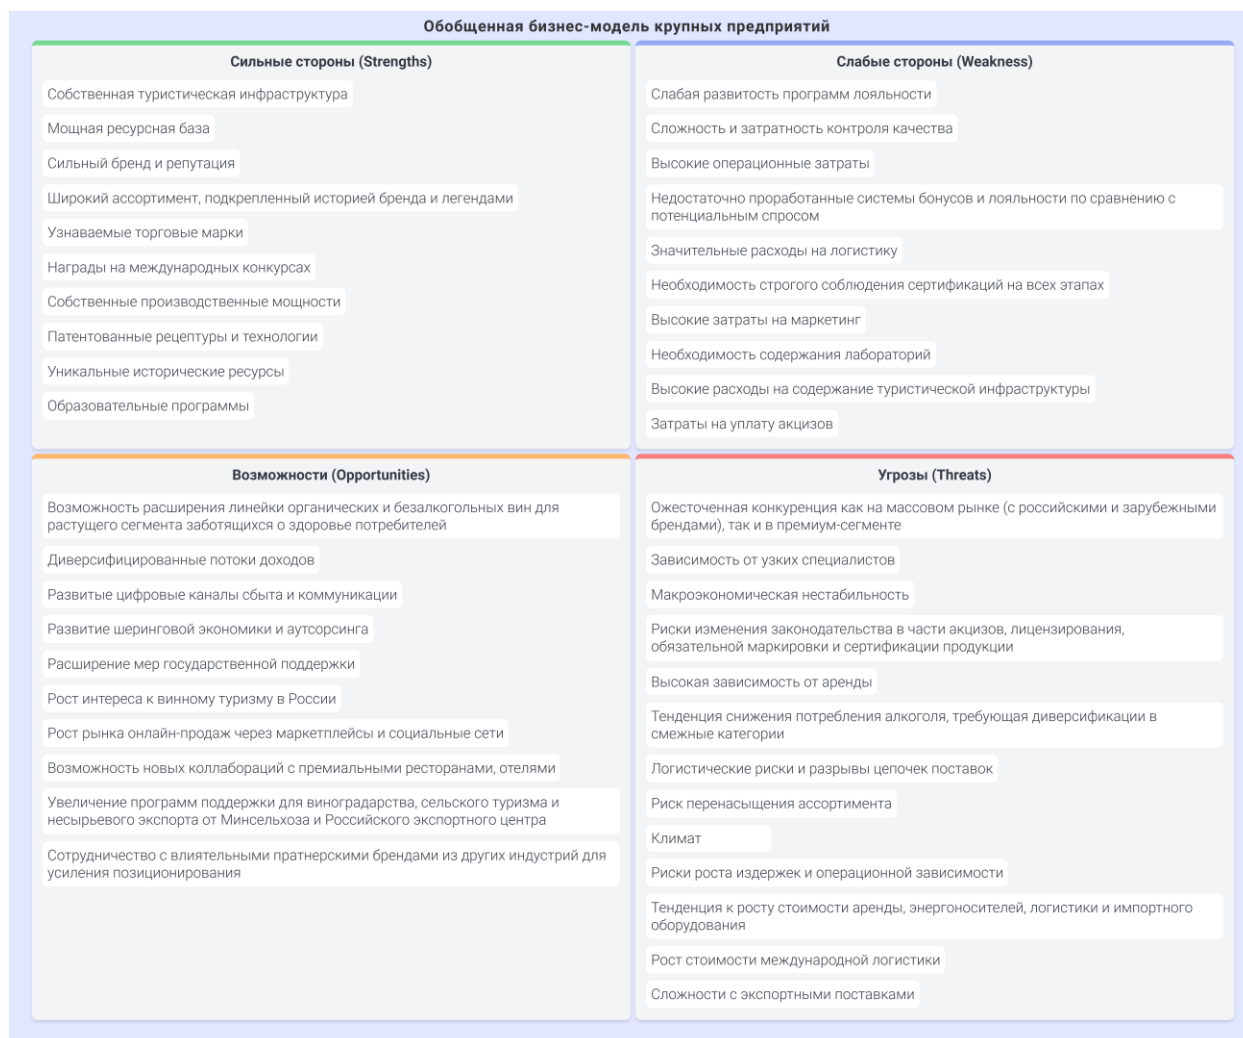 Обобщенная бизнес-модель крупных предприятий
Сильные стороны (Strengths)
Собственная туристическая инфраструктура
Мощная ресурсная база
Сильный бренд и репутация
Широкий ассортимент, подкрепленный историей бренда и легендами
Узнаваемые торговые марки
Награды на международных конкурсах
Собственные производственные мощности
Патентованные рецептуры и технологии
Уникальные исторические ресурсы
Образовательные программы
Слабые стороны (Weakness)
Слабая развитость программ лояльности
Сложность и затратность контроля качества
Высокие операционные затраты
Недостаточно проработанные системы бонусов и лояльности по сравнению с
потенциальным спросом
Значительные расходы на логистику
Необходимость строгого соблюдения сертификаций на всех этапах
Высокие затраты на маркетинг
Необходимость содержания лабораторий
Высокие расходы на содержание туристической инфраструктуры
Затраты на уплату акцизов
Возможности (Opportunities)
Возможность расширения линейки органических и безалкогольных вин для
растущего сегмента заботящихся о здоровье потребителей
Диверсифицированные потоки доходов
Развитые цифровые каналы сбыта и коммуникации
Развитие шеринговой экономики и аутсорсинга
Расширение мер государственной поддержки
Рост интереса к винному туризму в России
Рост рынка онлайн-продаж через маркетплейсы и социальные сети
Возможность новых коллабораций с премиальными ресторанами, отелями
Увеличение программ поддержки для виноградарства, сельского туризма и
несырьевого экспорта от Минсельхоза и Российского экспортного центра
Сотрудничество с влиятельными пратнерскими брендами из других индустрий для
усиления позиционирования
Угрозы (Threats)
Ожесточенная конкуренция как на массовом рынке (с российскими и зарубежными
брендами), так и в премиум-сегменте
Зависимость от узких специалистов
Макроэкономическая нестабильность
Риски изменения законодательства в части акцизов, лицензирования,
обязательной маркировки и сертификации продукции
Высокая зависимость от аренды
Тенденция снижения потребления алкоголя, требующая диверсификации в
смежные категории
Логистические риски и разрывы цепочек поставок
Риск перенасыщения ассортимента
Климат
Риски роста издержек и операционной зависимости
Тенденция к росту стоимости аренды, энергоносителей, логистики и импортного
оборудования
Рост стоимости международной логистики
Сложности с экспортными поставками